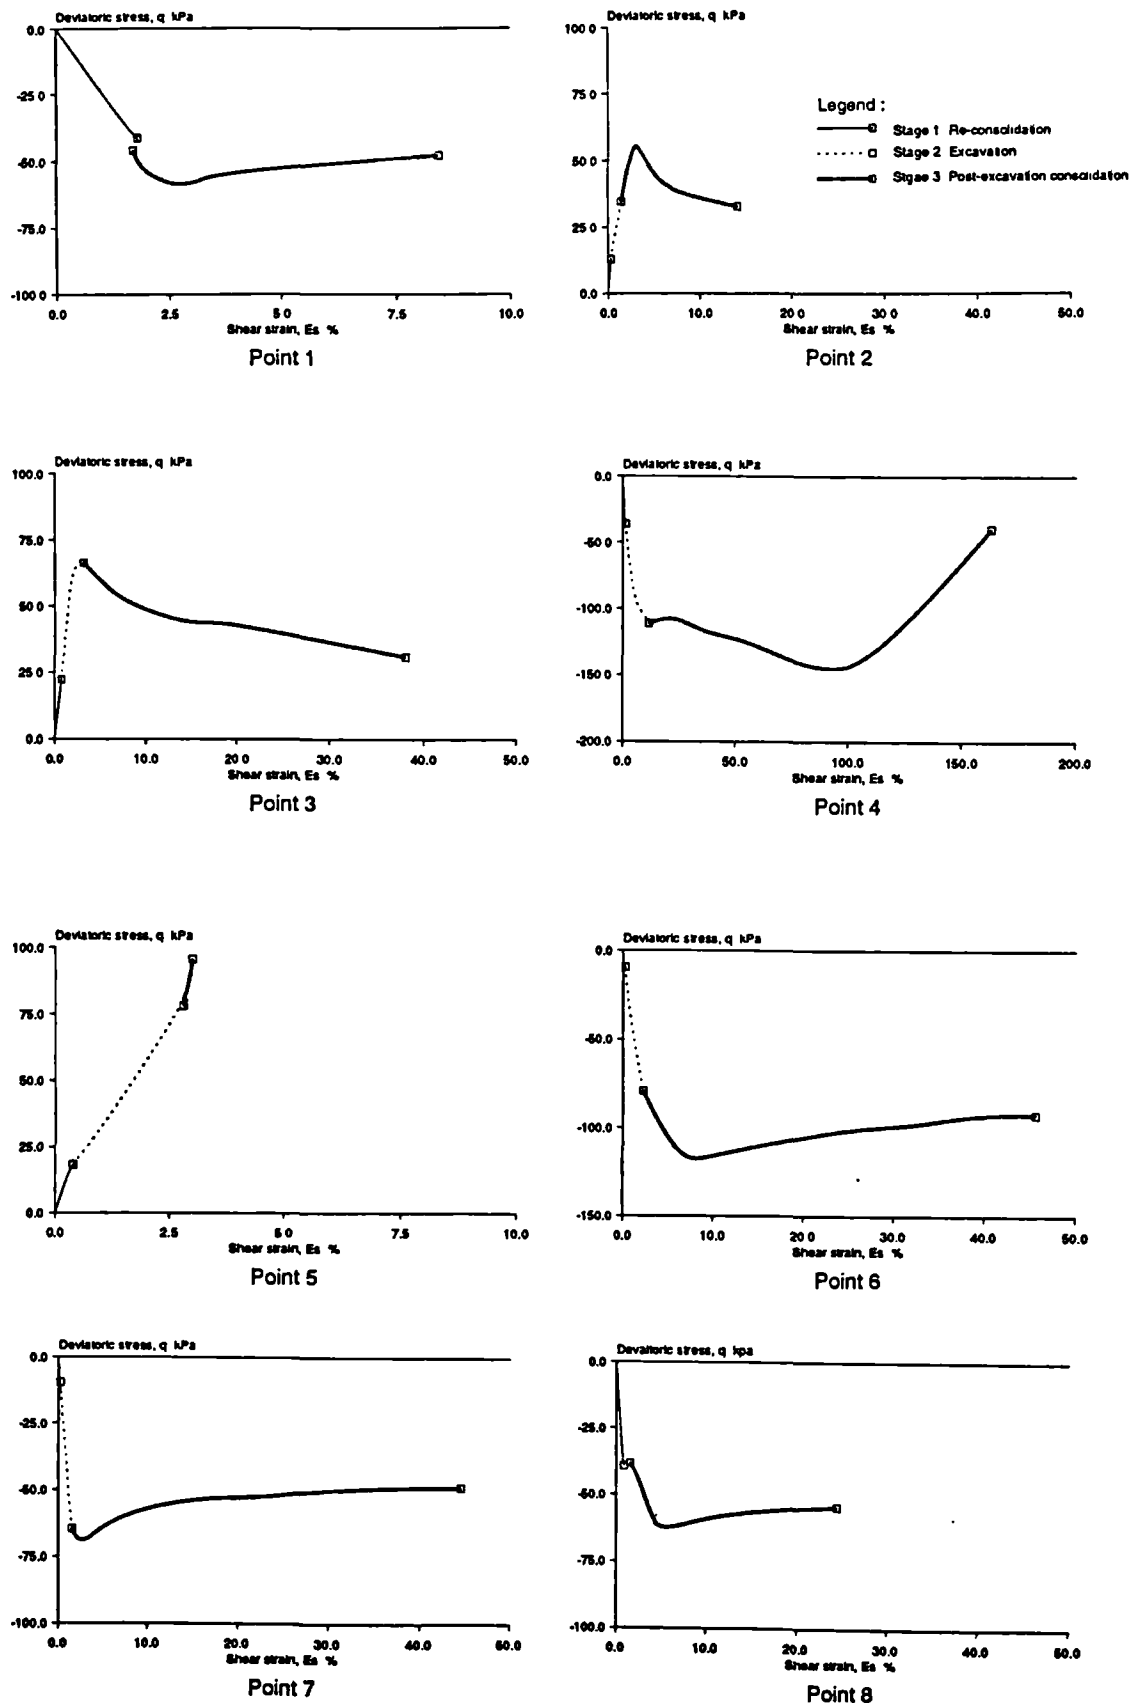 Deviatoric stress, q kPa
0.0
-25.0
-50.0
-75.0
-100 0
0.0 2.5 5 0 7.5 10.0
Shear strain, Es %
Point 1
Deviatoric stress, q kPa
100 0
75 0
50.0
25 0
0.0
0.0 10.0 20 0 30.0 40.0 50.0
Shear strain, Es %
Point 2
Legend :
Stage 1 Re-consolidation
Stage 2 Excavation
Stgae 3 Post-excavation consolidation
Deviatoric stress, q kPa
100.0
75.0
50.0
25.0
0.0
0.0 10.0 20 0 30.0 40.0 50.0
Shear strain, Es %
Point 3
Deviatoric stress, q kPa
0.0
-50 0
-100.0
-150.0
-200.0
0.0 50.0 100.0 150.0 200.0
Shear strain, Es %
Point 4
Deviatoric stress, q kPa
100.0
75.0
50.0
25.0
0.0
0.0 2.5 5 0 7.5 10.0
Shear strain, Es %
Point 5
Deviatoric stress, q kPa
0.0
-50.0
-100.0
-150.0
0.0 10.0 20 0 30.0 40.0 50.0
Shear strain, Es %
Point 6
Deviatoric stress, q kPa
0.0
-25.0
-50.0
-75.0
-100.0
0.0 10.0 20.0 30.0 40.0 50.0
Shear strain, Es %
Point 7
Devaitoric stress, q kpa
0.0
-25.0
-50.0
-75.0
-100.0
0.0 10.0 20.0 30.0 40.0 50.0
Shear strain, Es %
Point 8